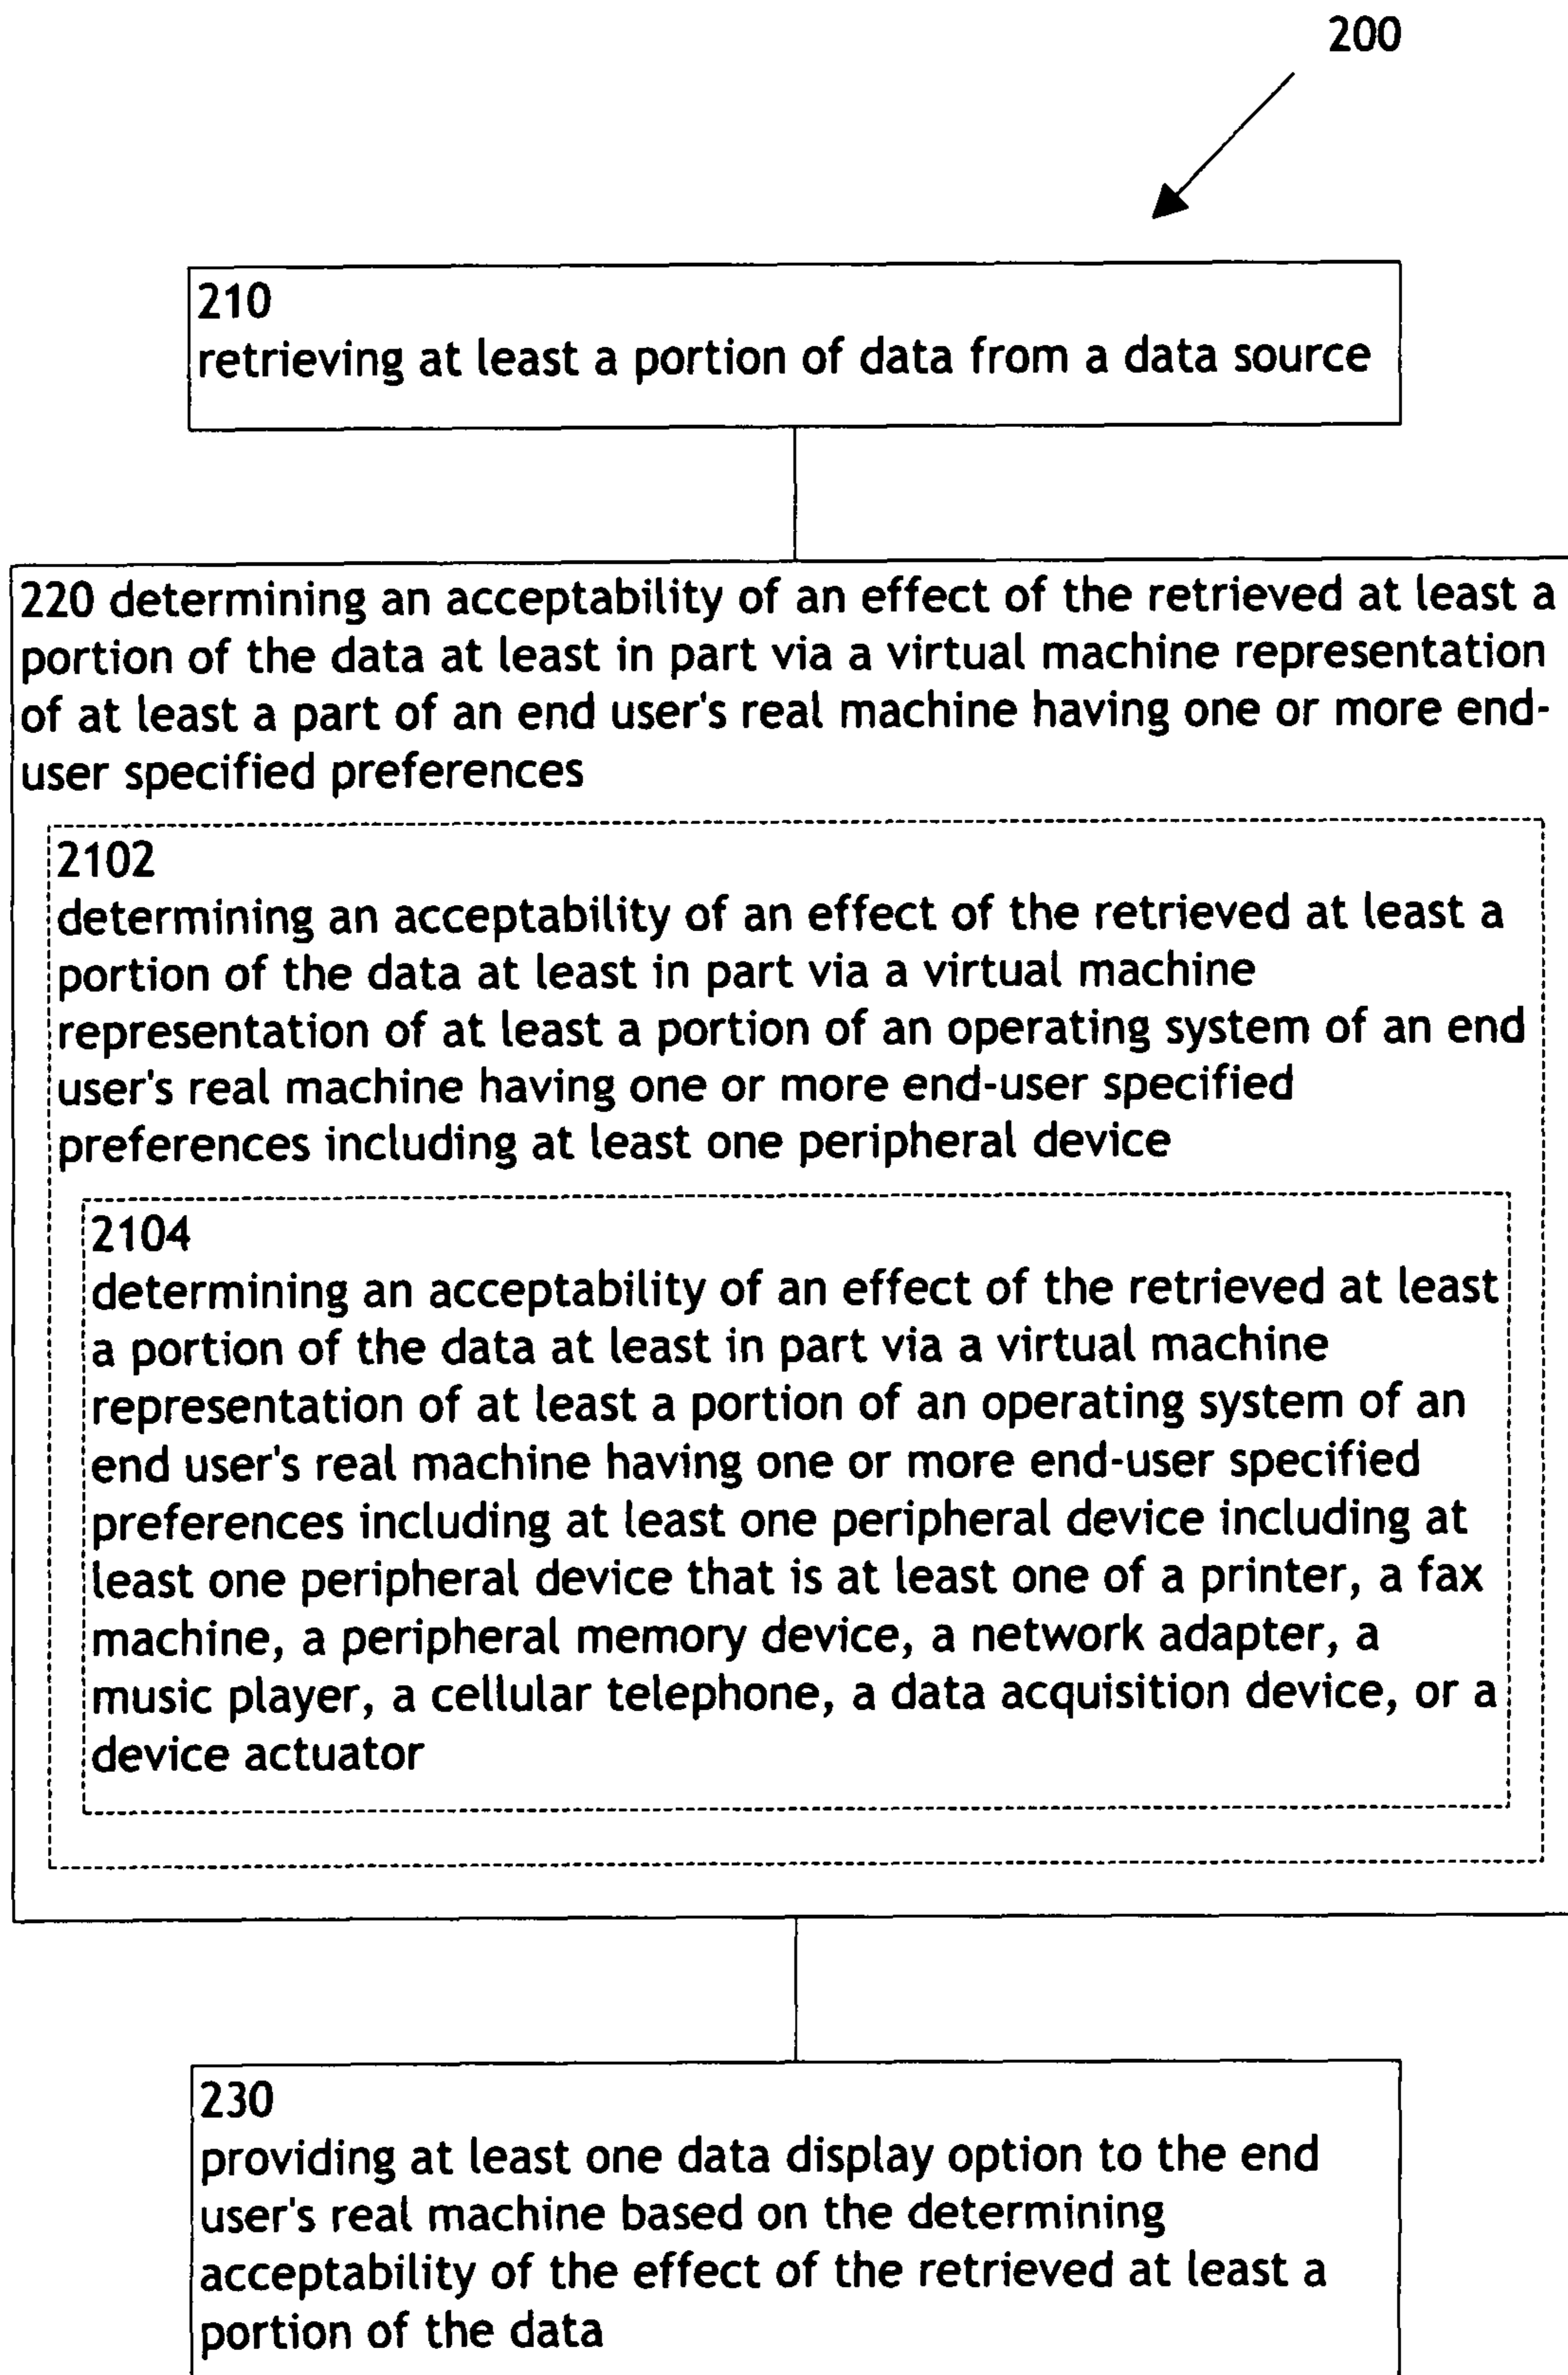 200
210
retrieving at least a portion of data from a data source
220 determining an acceptability of an effect of the retrieved at least a
portion of the data at least in part via a virtual machine representation
of at least a part of an end user's real machine having one or more end-
user specified preferences
2102
determining an acceptability of an effect of the retrieved at least a
portion of the data at least in part via a virtual machine
representation of at least a portion of an operating system of an end
user's real machine having one or more end-user specified
preferences including at least one peripheral device
2104
determining an acceptability of an effect of the retrieved at least
a portion of the data at least in part via a virtual machine
representation of at least a portion of an operating system of an
end user's real machine having one or more end-user specified
preferences including at least one peripheral device including at
least one peripheral device that is at least one of a printer, a fax
machine, a peripheral memory device, a network adapter, a
music player, a cellular telephone, a data acquisition device, or a
device actuator
230
providing at least one data display option to the end
user's real machine based on the determining
acceptability of the effect of the retrieved at least a
portion of the data